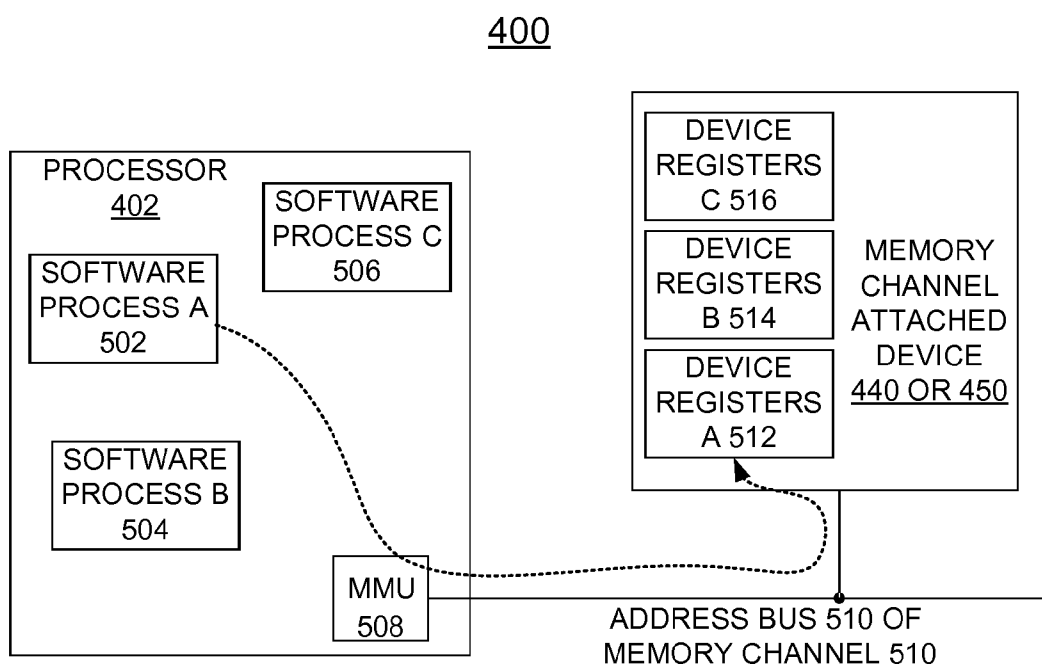 400
PROCESSOR
402
SOFTWARE
PROCESS C
506
SOFTWARE
PROCESS A
502
SOFTWARE
PROCESS B
504
MMU
508
DEVICE
REGISTERS
C 516
DEVICE
REGISTERS
B 514
DEVICE
REGISTERS
A 512
MEMORY
CHANNEL
ATTACHED
DEVICE
440 OR 450
ADDRESS BUS 510 OF
MEMORY CHANNEL 510